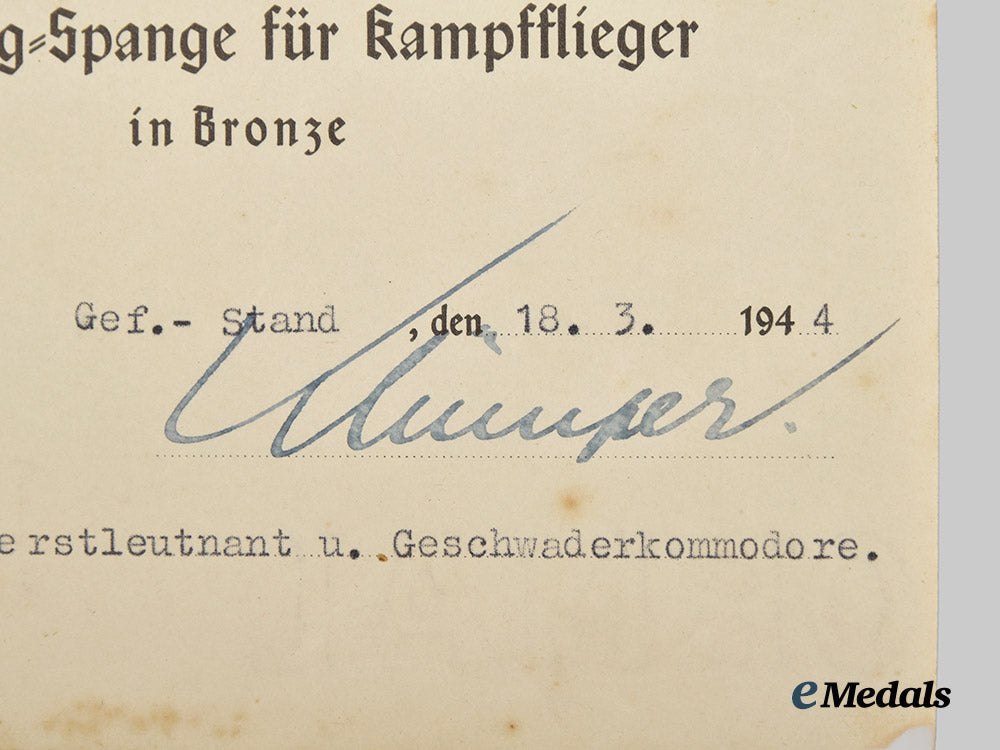 g-Spange für Kampfflieger
in Bronze
Gef.- Stand , den 18. 3. 1944
erstleutnant u. Geschwaderkommodore.
eMedals